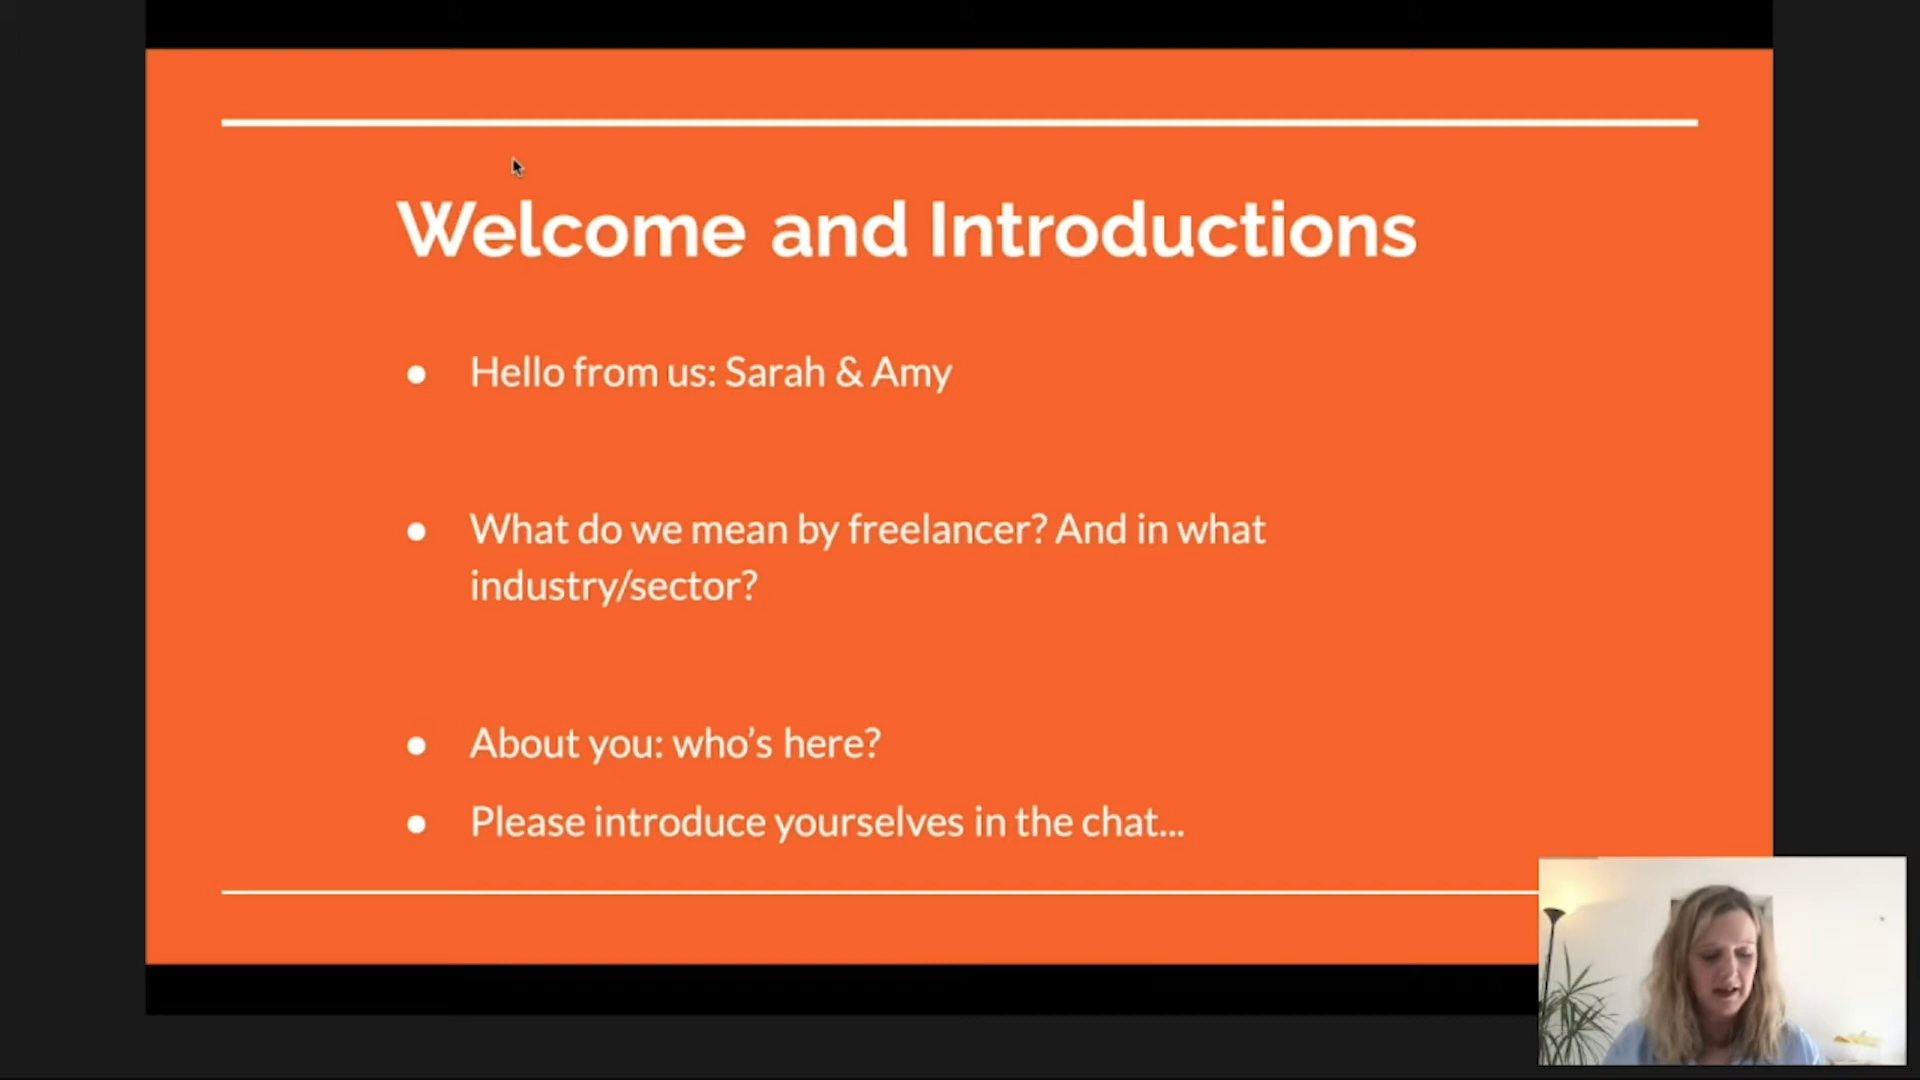 Welcome and Introductions
● Hello from us: Sarah & Amy
● What do we mean by freelancer? And in what
industry/sector?
● About you: who’s here?
● Please introduce yourselves in the chat...